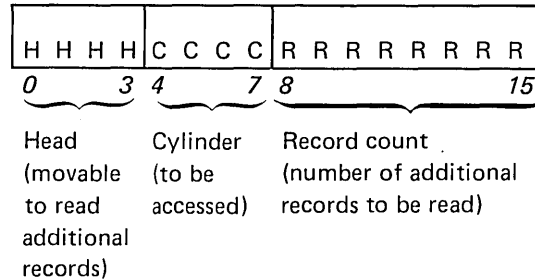 H H H H C C C C R R R R R R R R
0 3 4 7 8 15
Head Cylinder Record count
(movable (to be (number of additional
to read accessed) records to be read)
additional
records)